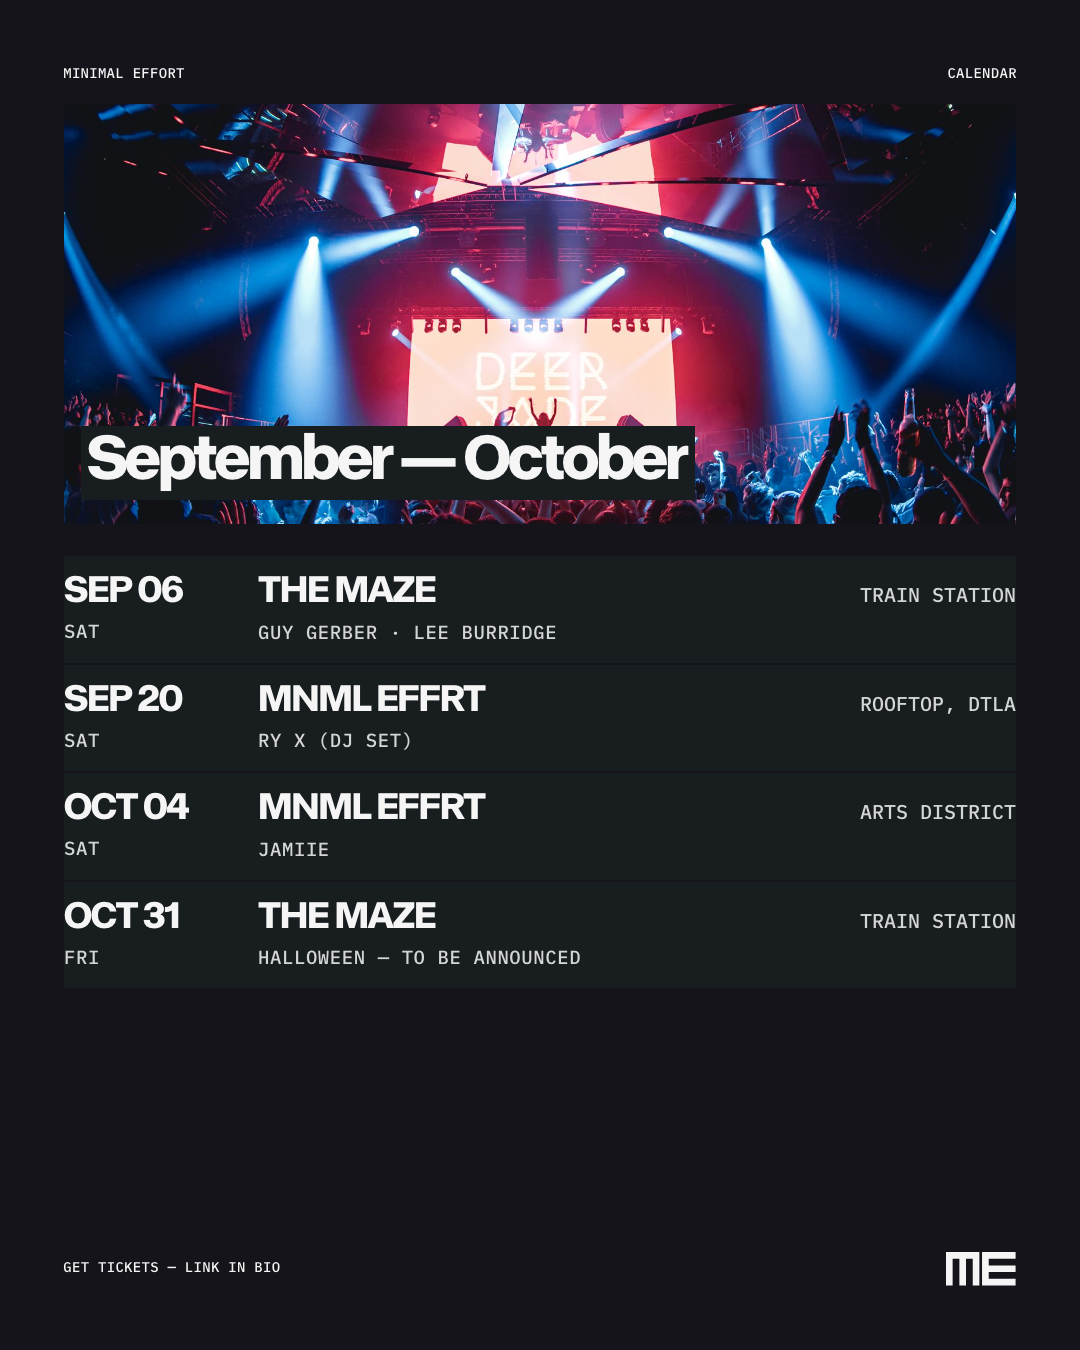 MINIMAL EFFORT
CALENDAR
DEER
JADE
September — October
SEP 06
THE MAZE
TRAIN STATION
SAT
GUY GERBER · LEE BURRIDGE
SEP 20
MNML EFFRT
ROOFTOP, DTLA
SAT
RY X (DJ SET)
OCT 04
MNML EFFRT
ARTS DISTRICT
SAT
JAMIIE
OCT 31
THE MAZE
TRAIN STATION
FRI
HALLOWEEN — TO BE ANNOUNCED
GET TICKETS — LINK IN BIO
ME